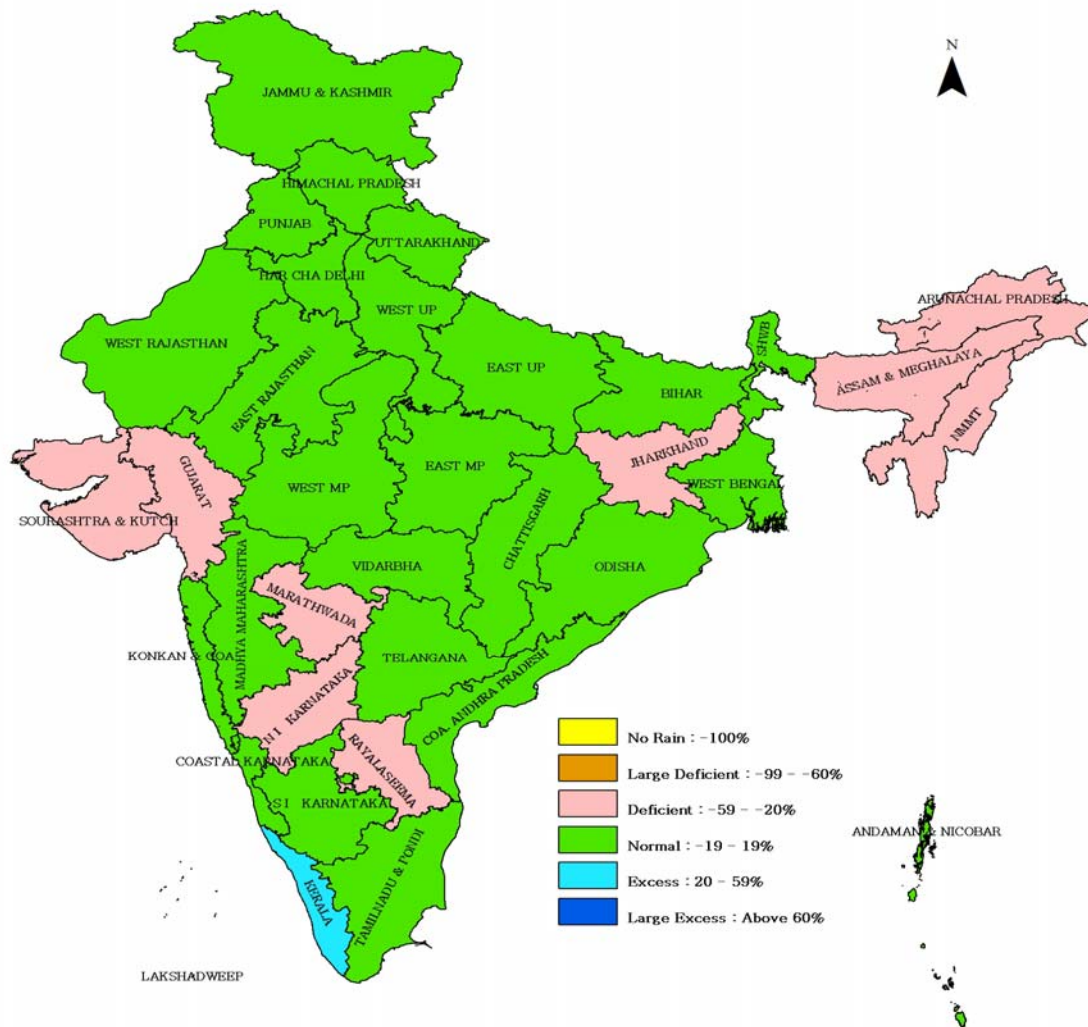 N
JAMMU & KASHMIR
HIMACHAL PRADESH
PUNJAB
UTTARAKHAND
HAR CHA DELHI
WEST UP
ARUNACHAL PRADESH
WEST RAJASTHAN
SHWB
EAST RAJASTHAN
EAST UP
ASSAM & MEGHALAYA
BIHAR
NMMT
JHARKHAND
GUJARAT
EAST MP
WEST MP
WEST BENGAL
SOURASHTRA & KUTCH
CHATTISGARH
VIDARBHA
ODISHA
MADHYA MAHARASHTRA
MARATHWADA
KONKAN & GOA
TELANGANA
COA. ANDHRA PRADESH
N I KARNATAKA
COASTAL KARNATAKA
RAYALASEEMA
S I KARNATAKA
KERALA
TAMILNADU & PONDI
LAKSHADWEEP
ANDAMAN & NICOBAR
No Rain : -100%
Large Deficient : -99 - -60%
Deficient : -59 - -20%
Normal : -19 - 19%
Excess : 20 - 59%
Large Excess : Above 60%